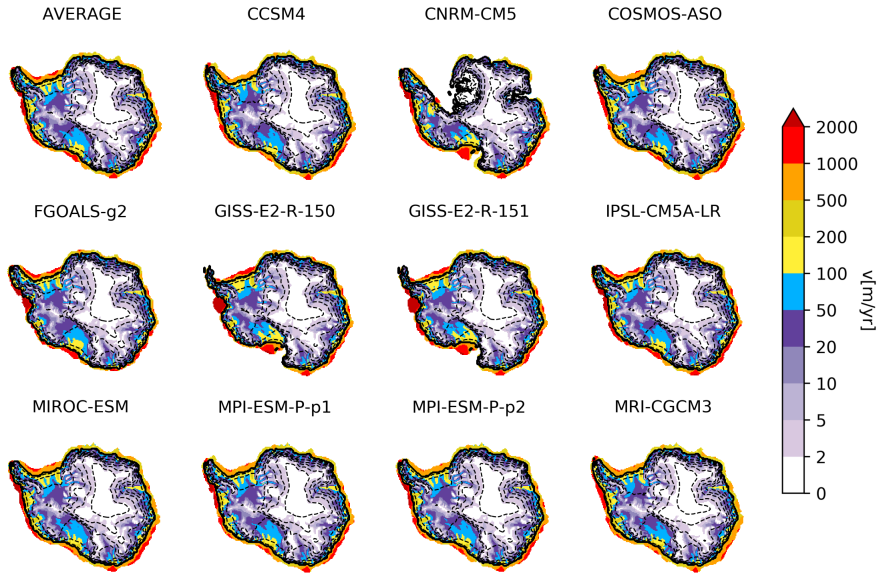 AVERAGE CCSM4 CNRM-CM5 COSMOS-ASO
FGOALS-g2 GISS-E2-R-150 GISS-E2-R-151 IPSL-CM5A-LR
MIROC-ESM MPI-ESM-P-p1 MPI-ESM-P-p2 MRI-CGCM3
2000
1000
500
200
100
50
20
10
5
2
0
v[myr]